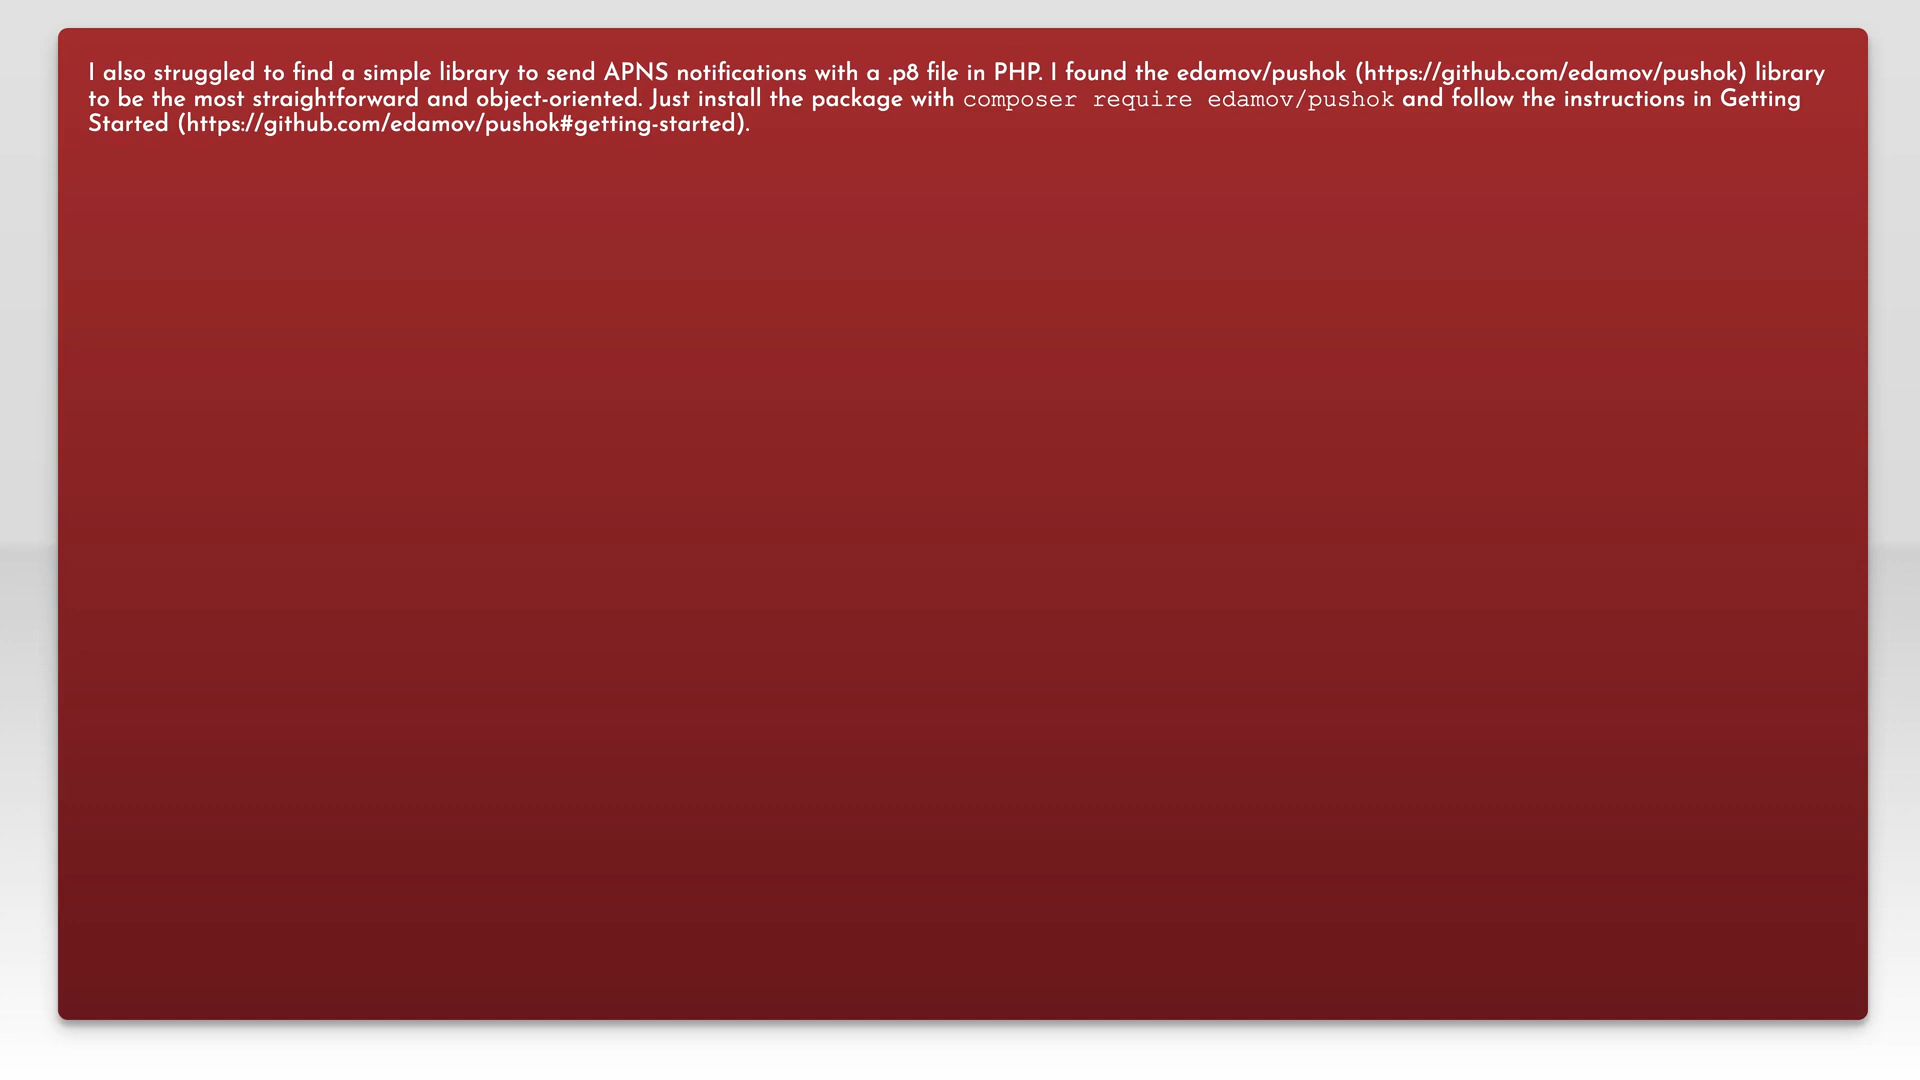 I also struggled to find a simple library to send APNS notifications with a .p8 file in PHP. I found the edamov/pushok (https://github.com/edamov/pushok) library
to be the most straightforward and object-oriented. Just install the package with composer require edamov/pushok and follow the instructions in Getting
Started (https://github.com/edamov/pushok#getting-started).